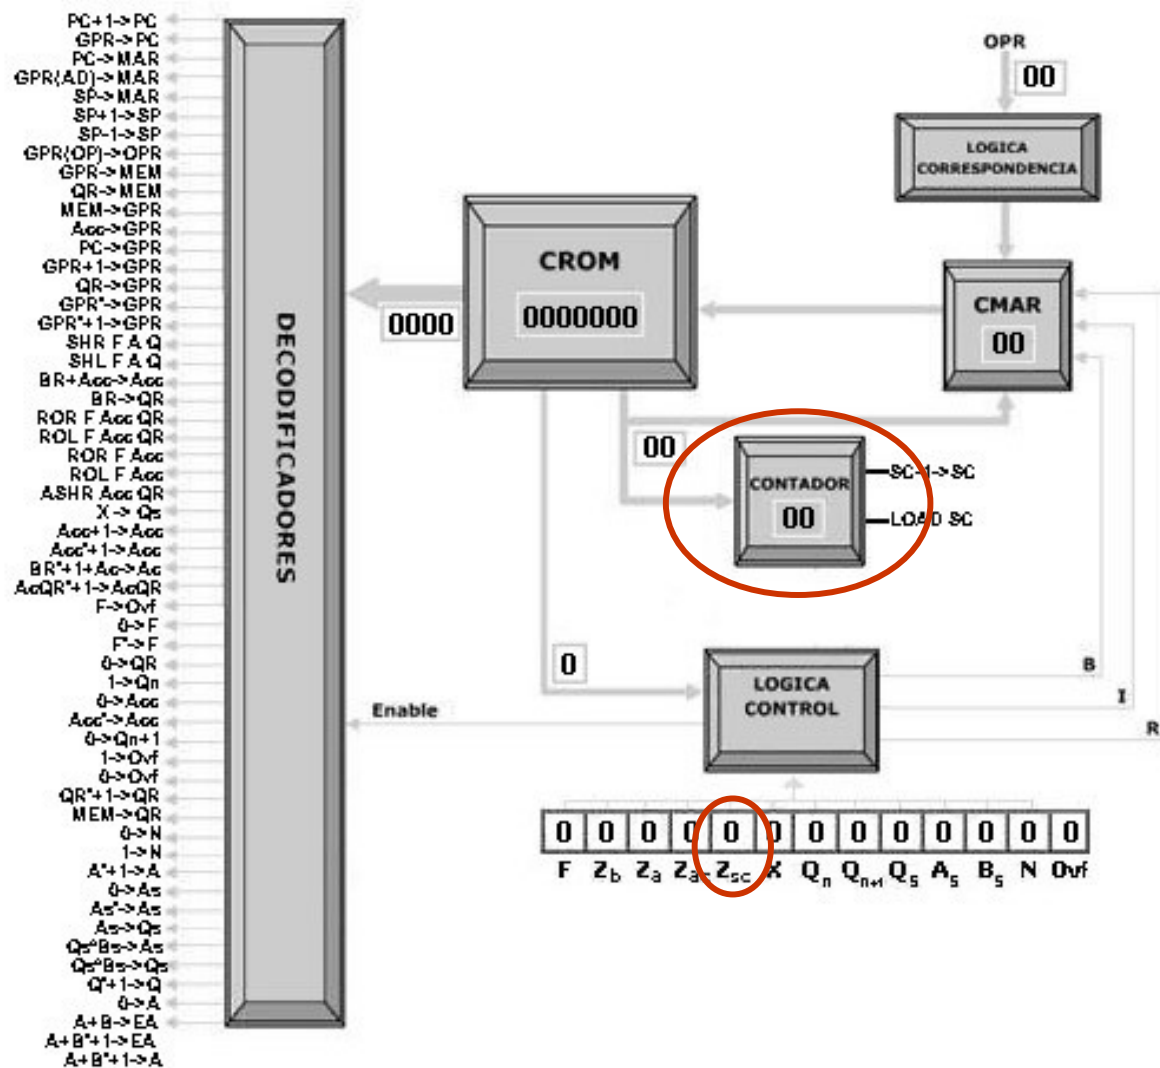 PC+1->PC
GPR->PC
PC->MAR
GPR(AD)->MAR
SP->MAR
SP+1->SP
SP-1->SP
GPR(OP)->OPR
GPR->MEM
QR->MEM
MEM->GPR
Acc->GPR
PC->GPR
GPR+1->GPR
QR->GPR
GPR*->GPR
GPR*+1->GPR
SHR F A Q
SHL F A Q
BR+Acc->Acc
BR->QR
ROR F Acc QR
ROL F Acc QR
ROR F Acc
ROL F Acc
ASHR Acc QR
X -> Qs
Acc+1->Acc
Acc*+1->Acc
BR*+1+Ac->Ac
AcQR*+1->AcQR
F->Ovf
0->F
F*->F
0->QR
1->Qn
0->Acc
Acc*->Acc
0->Qn+1
1->Ovf
0->Ovf
QR*+1->QR
MEM->QR
0->N
1->N
A*+1->A
0->As
As*->As
As->Qs
Qs^Bs->As
Qs^Bs->Qs
Q*+1->Q
0->A
A+B->EA
A+B*+1->EA
A+B*+1->A
DECODIFICADORES
OPR
00
LOGICA
CORRESPONDENCIA
CROM
0000000
0000
CMAR
00
00
CONTADOR
00
SC-1->SC
LOAD SC
0
LOGICA
CONTROL
Enable
B
I
R
0 0 0 0 0 0 0 0 0 0 0 0 0
F Zb Za Zac Zsc X Qn Qn+1 Qs As Bs N Ovf